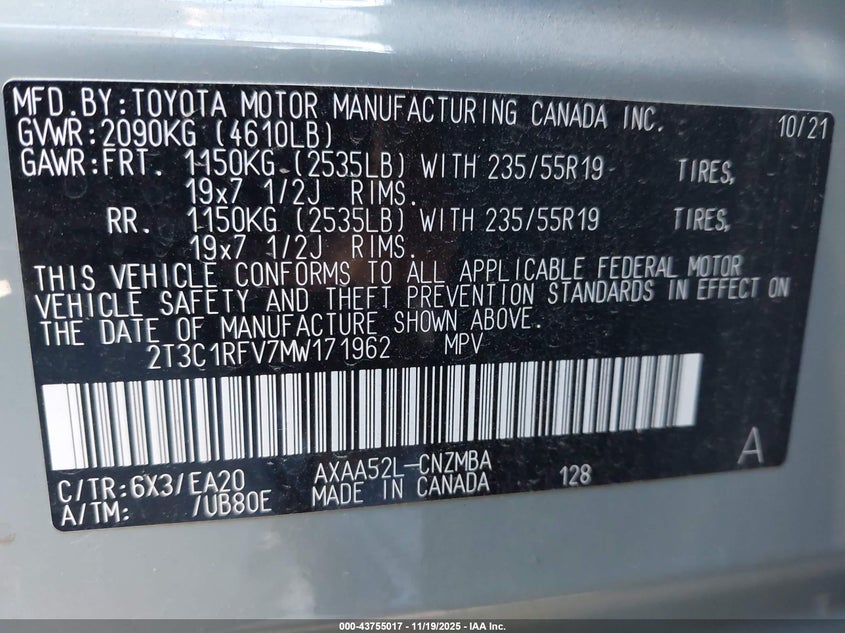 MFD.BY:TOYOTA MOTOR MANUFACTURING CANADA INC. 10/21
GVWR:2090KG (4610LB)
GAWR:FRT. 1150KG (2535LB) WITH 235/55R19 TIRES,
19x7 1/2J RIMS.
RR. 1150KG (2535LB) WITH 235/55R19 TIRES,
19x7 1/2J RIMS.
THIS VEHICLE CONFORMS TO ALL APPLICABLE FEDERAL MOTOR
VEHICLE SAFETY AND THEFT PREVENTION STANDARDS IN EFFECT ON
THE DATE OF MANUFACTURE SHOWN ABOVE.
2T3C1RFV7MW171962 MPV
A
C/TR:6X3/EA20 AXAA52L-CNZMBA 128
A/TM: /UB80E MADE IN CANADA
000-43755017 - 11/19/2025 - IAA Inc.